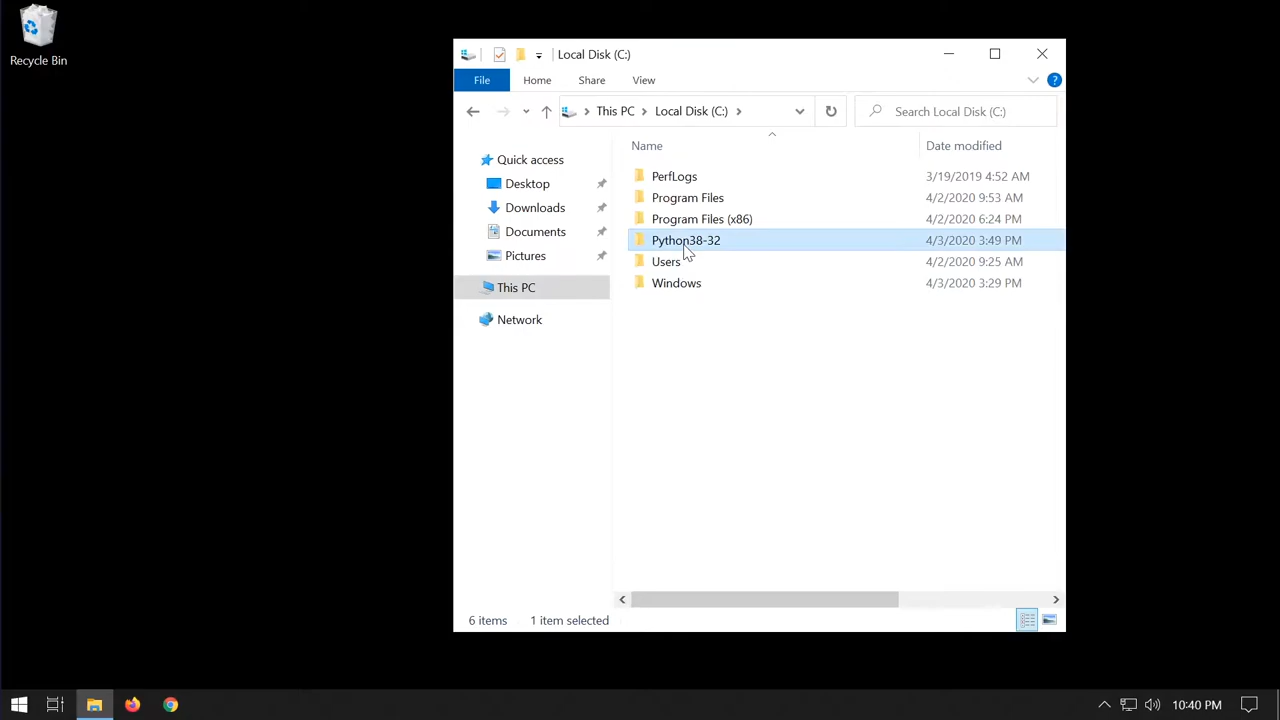 Recycle Bin
Local Disk (C:)
File Home Share View
This PC Local Disk (C:) Search Local Disk (C:)
Name Date modified
Quick access
Desktop
Downloads
Documents
Pictures
This PC
Network
PerfLogs 3/19/2019 4:52 AM
Program Files 4/2/2020 9:53 AM
Program Files (x86) 4/2/2020 6:24 PM
Python38-32 4/3/2020 3:49 PM
Users 4/2/2020 9:25 AM
Windows 4/3/2020 3:29 PM
6 items 1 item selected
10:40 PM